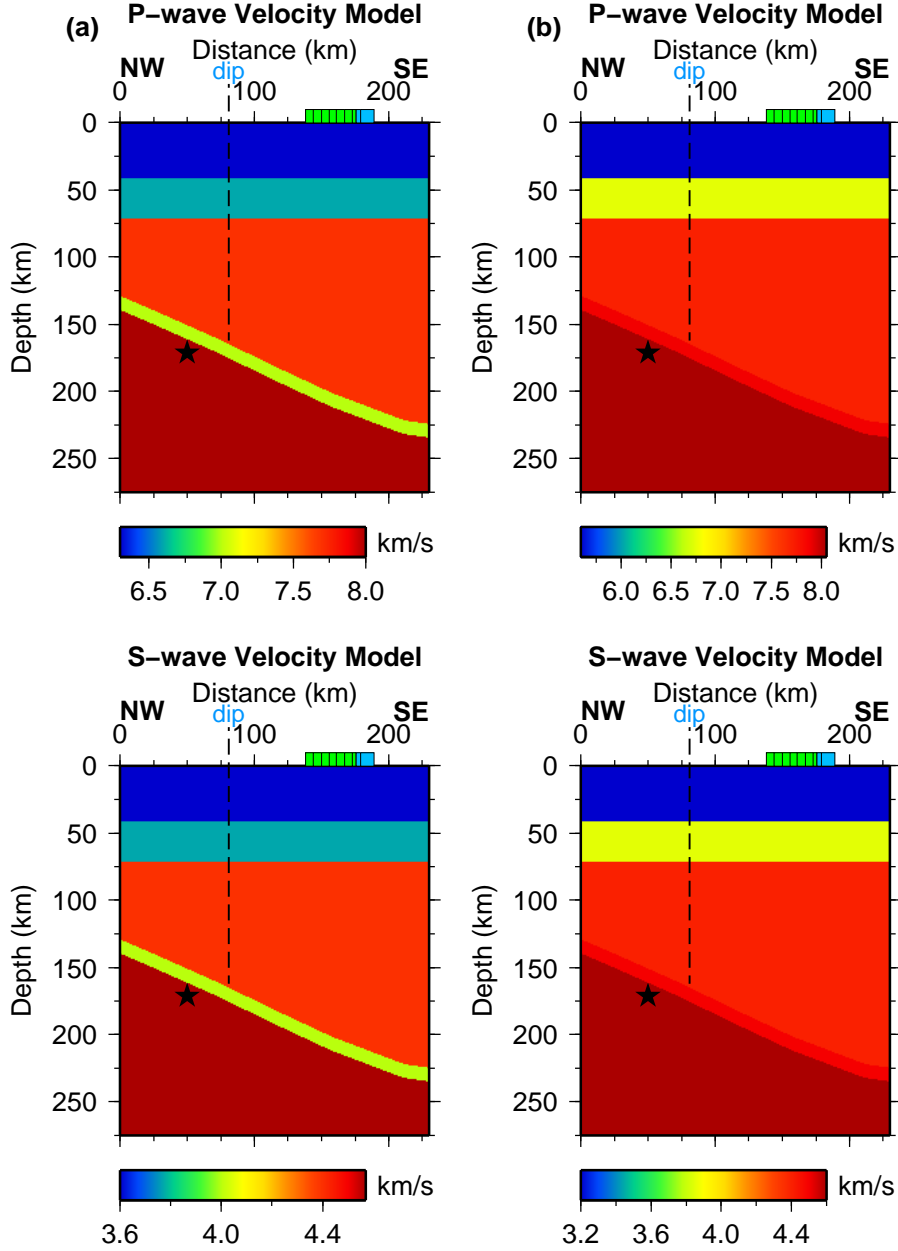 P-wave Velocity Model
(a)
Distance (km)
NW dip SE
0 100 200
0
50
100
150
200
250
Depth (km)
km/s
6.5 7.0 7.5 8.0
P-wave Velocity Model
(b)
Distance (km)
NW dip SE
0 100 200
0
50
100
150
200
250
Depth (km)
km/s
6.0 6.5 7.0 7.5 8.0
S-wave Velocity Model
Distance (km)
NW dip SE
0 100 200
0
50
100
150
200
250
Depth (km)
km/s
3.6 4.0 4.4
S-wave Velocity Model
Distance (km)
NW dip SE
0 100 200
0
50
100
150
200
250
Depth (km)
km/s
3.2 3.6 4.0 4.4